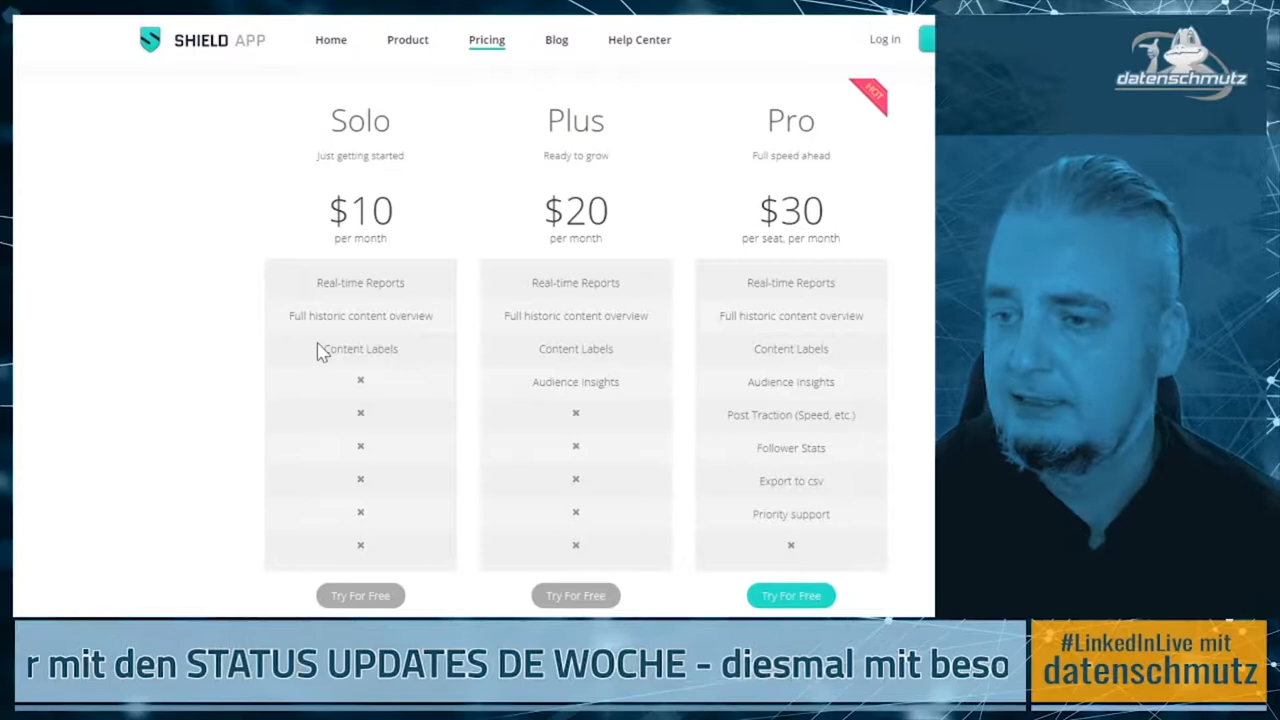 SHIELD APP
Home Product Pricing Blog Help Center Log in
HOT
Solo
Just getting started
$10
per month
Real-time Reports
Full historic content overview
Content Labels
×
×
×
×
×
×
Try For Free
Plus
Ready to grow
$20
per month
Real-time Reports
Full historic content overview
Content Labels
Audience Insights
×
×
×
×
×
Try For Free
Pro
Full speed ahead
$30
per seat, per month
Real-time Reports
Full historic content overview
Content Labels
Audience Insights
Post Traction (Speed, etc.)
Follower Stats
Export to csv
Priority support
×
Try For Free
datenschmutz
r mit den STATUS UPDATES DE WOCHE - diesmal mit beso
#LinkedInLive mit
datenschmutz